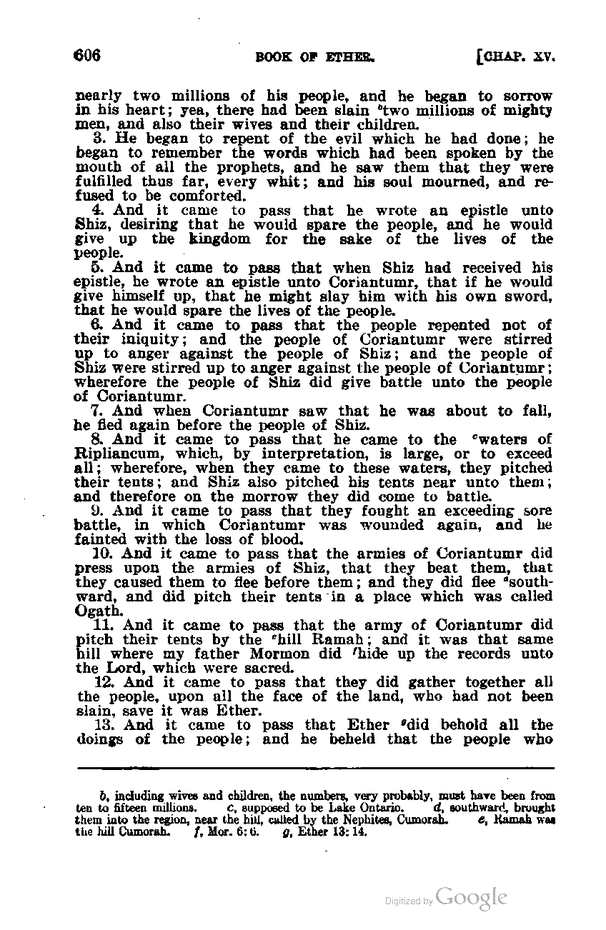 606 BOOK OF ETHER. [CHAP. XV.
nearly two millions of his people, and he began to sorrow
in his heart; yea, there had been slain ᵇtwo millions of mighty
men, and also their wives and their children.
3. He began to repent of the evil which he had done; he
began to remember the words which had been spoken by the
mouth of all the prophets, and he saw them that they were
fulfilled thus far, every whit; and his soul mourned, and re-
fused to be comforted.
4. And it came to pass that he wrote an epistle unto
Shiz, desiring that he would spare the people, and he would
give up the kingdom for the sake of the lives of the
people.
5. And it came to pass that when Shiz had received his
epistle, he wrote an epistle unto Coriantumr, that if he would
give himself up, that he might slay him with his own sword,
that he would spare the lives of the people.
6. And it came to pass that the people repented not of
their iniquity; and the people of Coriantumr were stirred
up to anger against the people of Shiz; and the people of
Shiz were stirred up to anger against the people of Coriantumr;
wherefore the people of Shiz did give battle unto the people
of Coriantumr.
7. And when Coriantumr saw that he was about to fall,
he fled again before the people of Shiz.
8. And it came to pass that he came to the ᶜwaters of
Ripliancum, which, by interpretation, is large, or to exceed
all; wherefore, when they came to these waters, they pitched
their tents; and Shiz also pitched his tents near unto them;
and therefore on the morrow they did come to battle.
9. And it came to pass that they fought an exceeding sore
battle, in which Coriantumr was wounded again, and he
fainted with the loss of blood.
10. And it came to pass that the armies of Coriantumr did
press upon the armies of Shiz, that they beat them, that
they caused them to flee before them; and they did flee ᵈsouth-
ward, and did pitch their tents in a place which was called
Ogath.
11. And it came to pass that the army of Coriantumr did
pitch their tents by the ᵉhill Ramah; and it was that same
hill where my father Mormon did ᶠhide up the records unto
the Lord, which were sacred.
12. And it came to pass that they did gather together all
the people, upon all the face of the land, who had not been
slain, save it was Ether.
13. And it came to pass that Ether ᵍdid behold all the
doings of the people; and he beheld that the people who
b, including wives and children, the numbers, very probably, must have been from
ten to fifteen millions. c, supposed to be Lake Ontario. d, southward, brought
them into the region, near the hill, called by the Nephites, Cumorah. e, Ramah was
the hill Cumorah. f, Mor. 6:6. g, Ether 13:14.
Digitized by Google